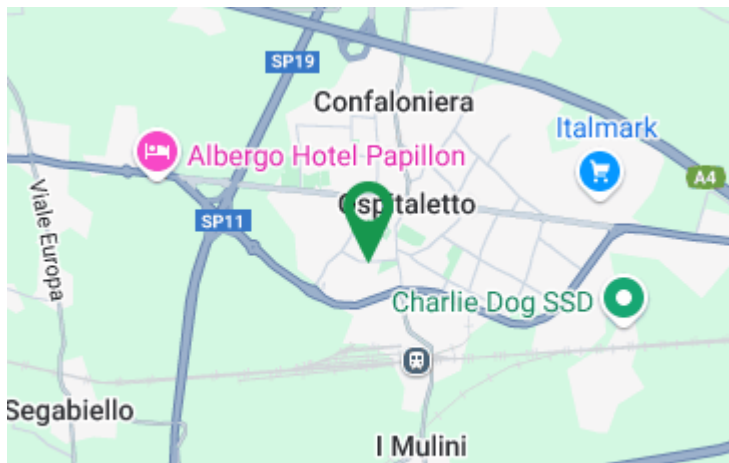 SP19
Confaloniera
Italmark
Albergo Hotel Papillon
A4
Ospitaletto
SP11
Viale Europa
Charlie Dog SSD
Segabiello
I Mulini